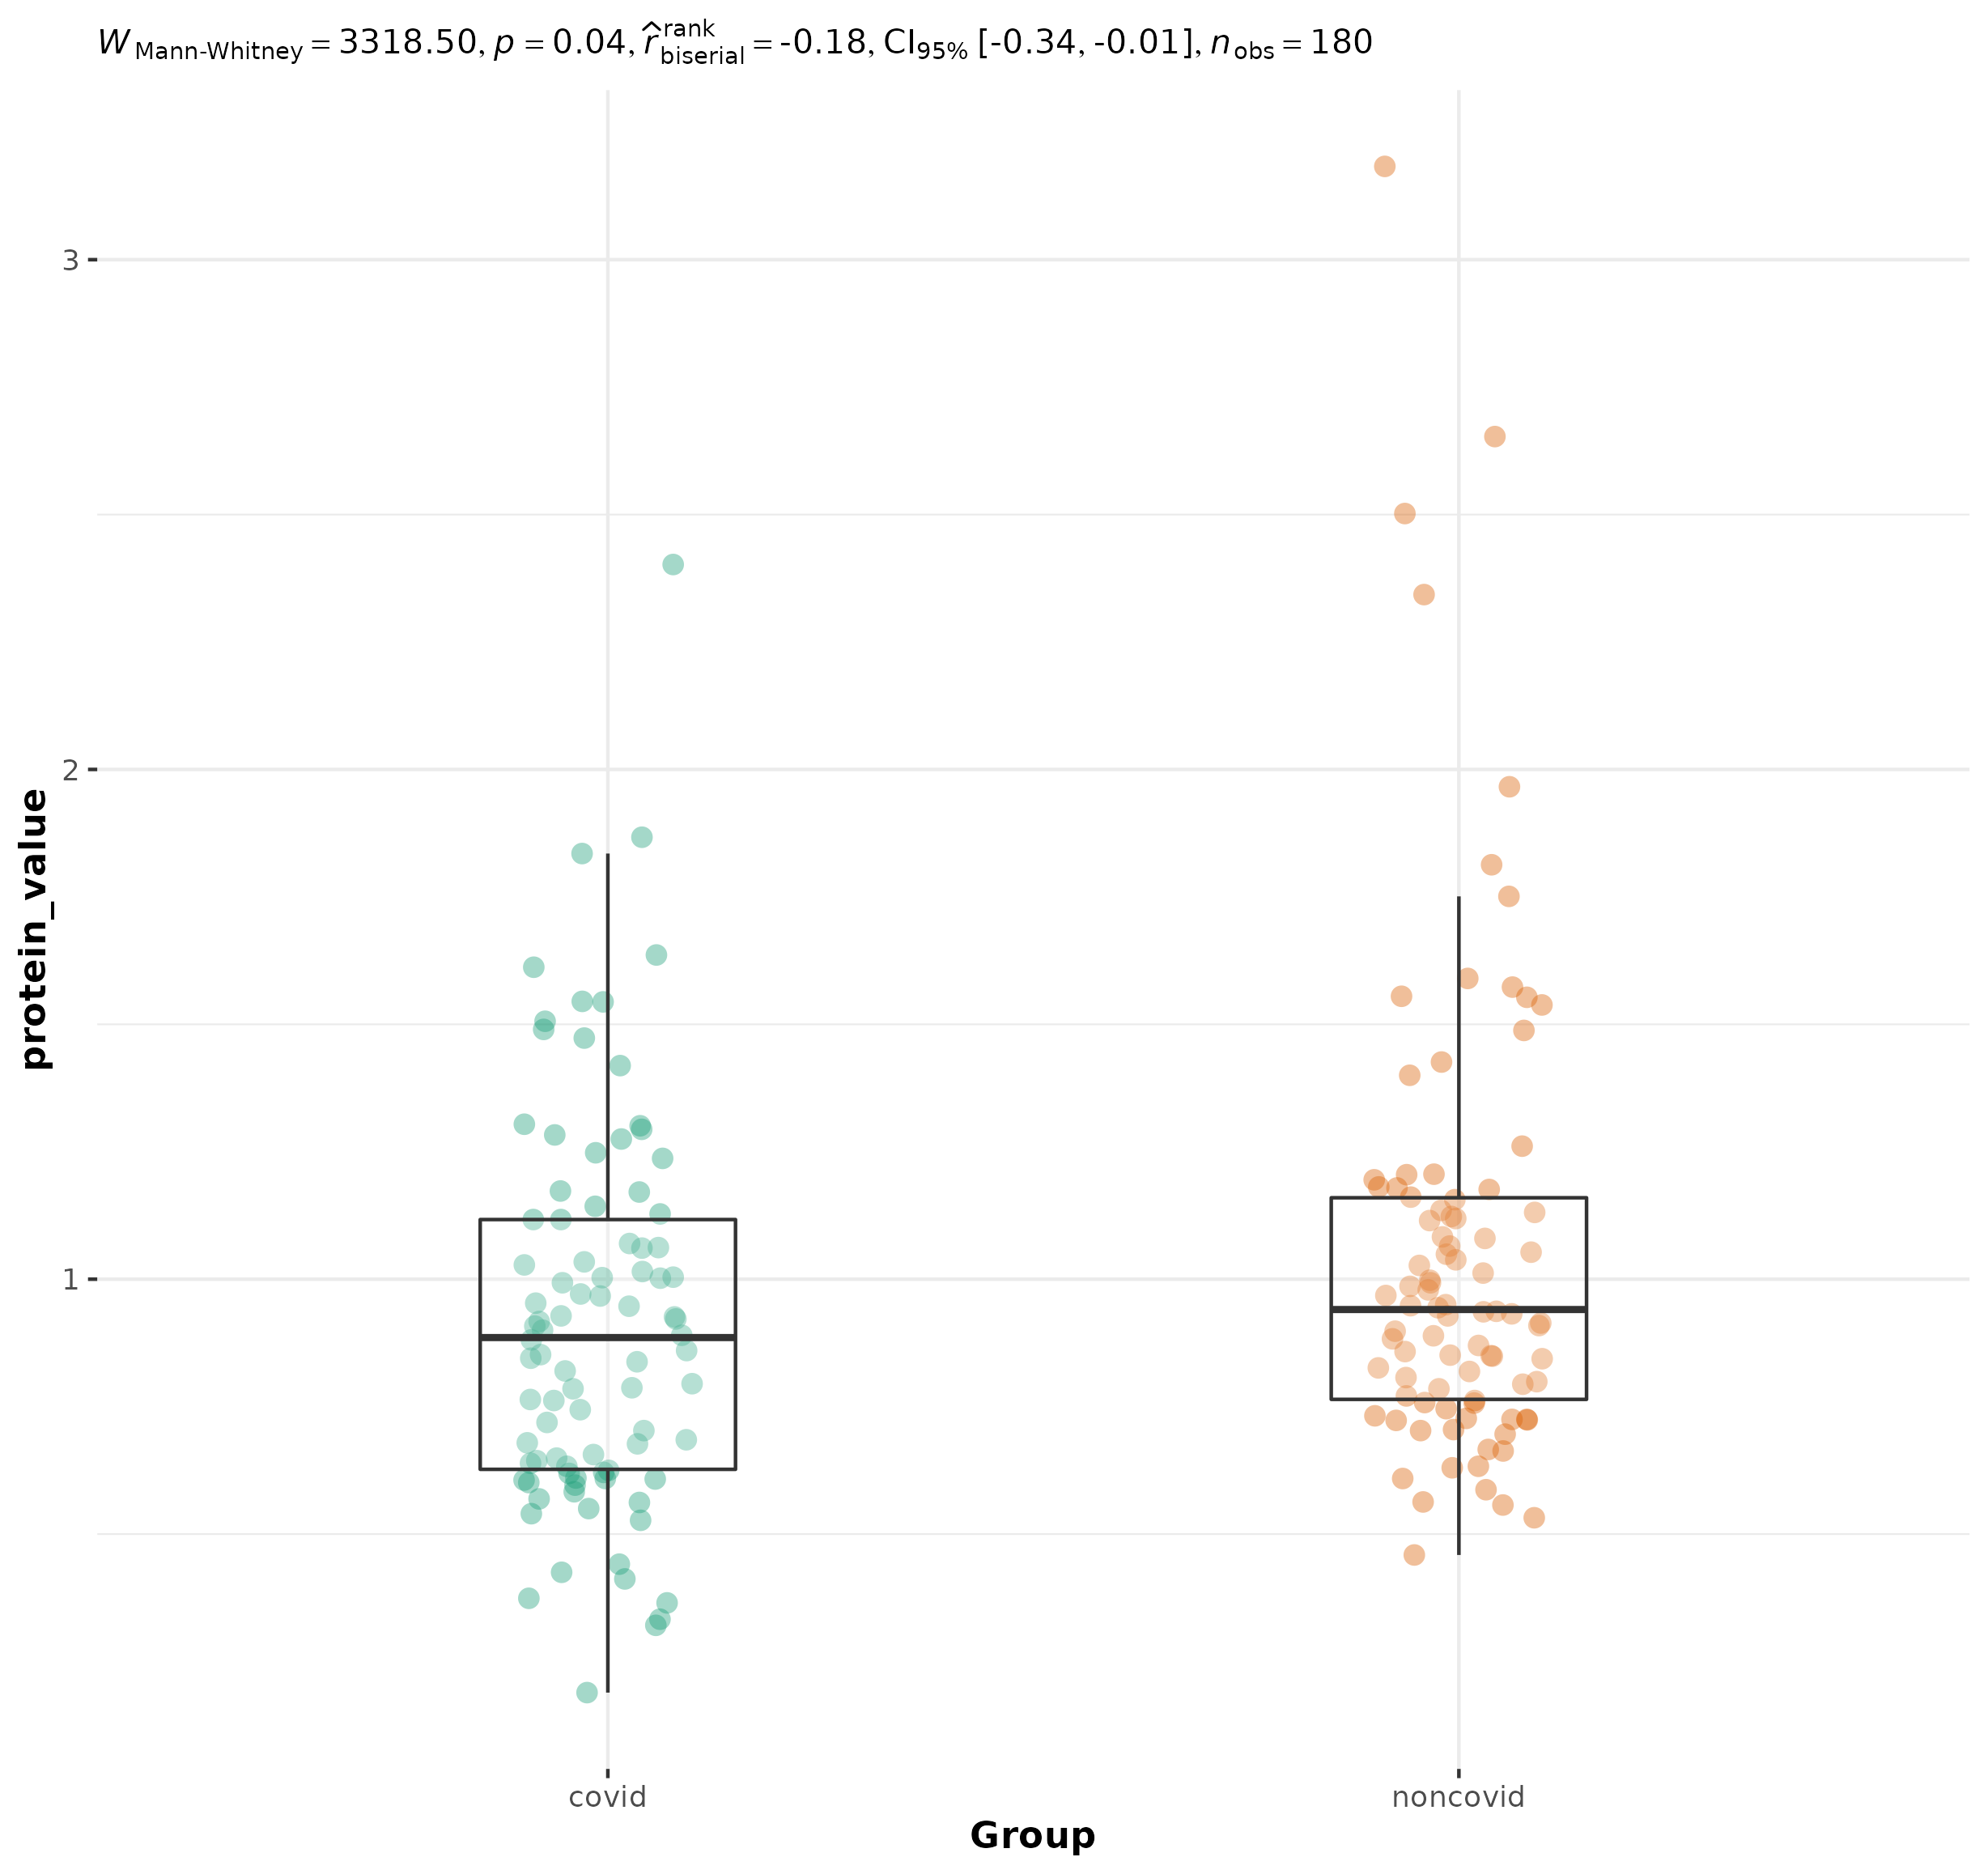 W Mann-Whitney = 3318.50, p = 0.04, r̂ rank biserial = -0.18, CI95% [-0.34, -0.01], nobs = 180
3
2
1
protein_value
covid noncovid
Group